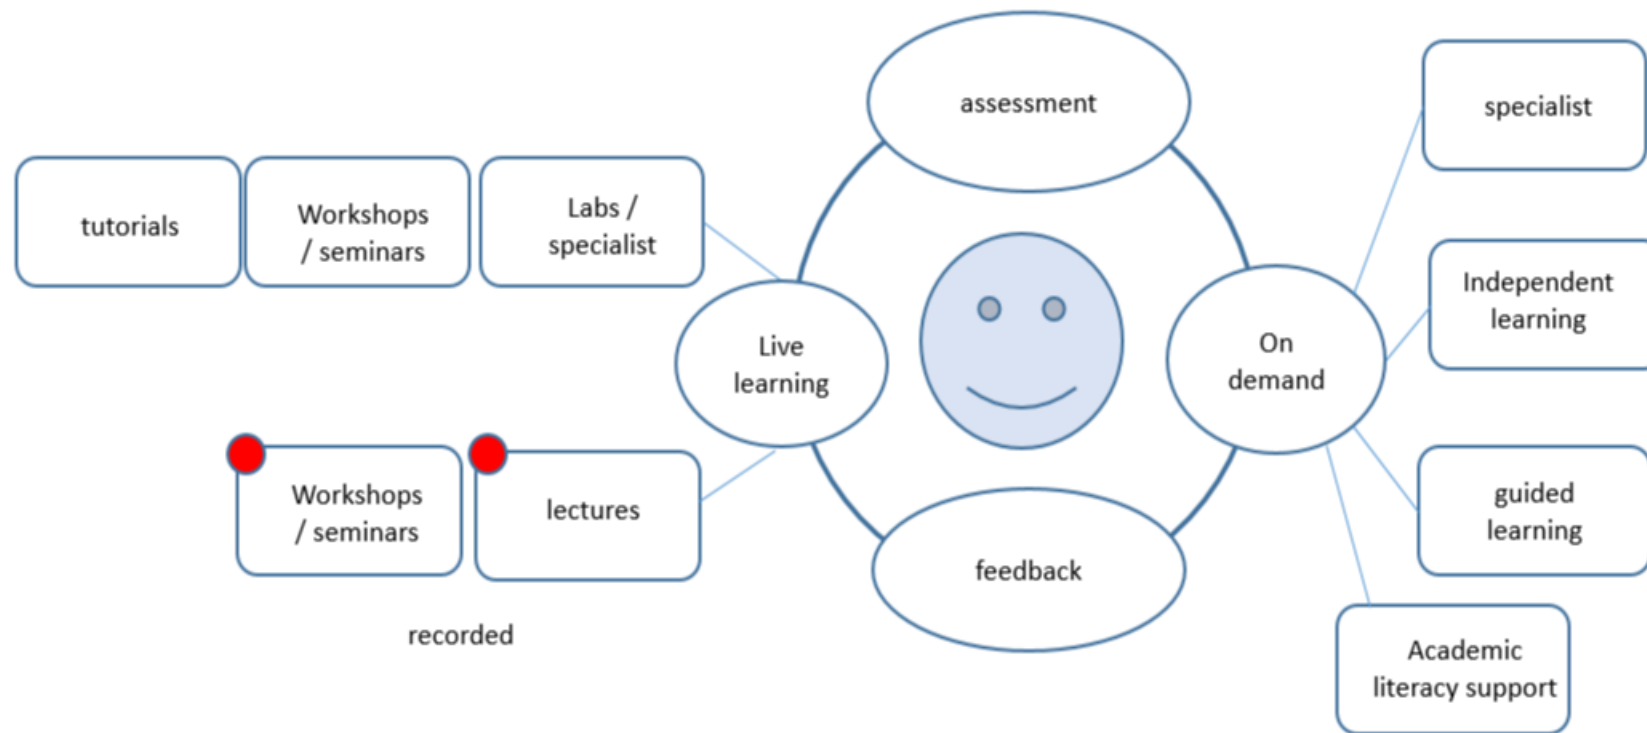 assessment
specialist
tutorials
Workshops
/ seminars
Labs /
specialist
Independent
learning
Live
learning
On
demand
Workshops
/ seminars
lectures
guided
learning
feedback
recorded
Academic
literacy support